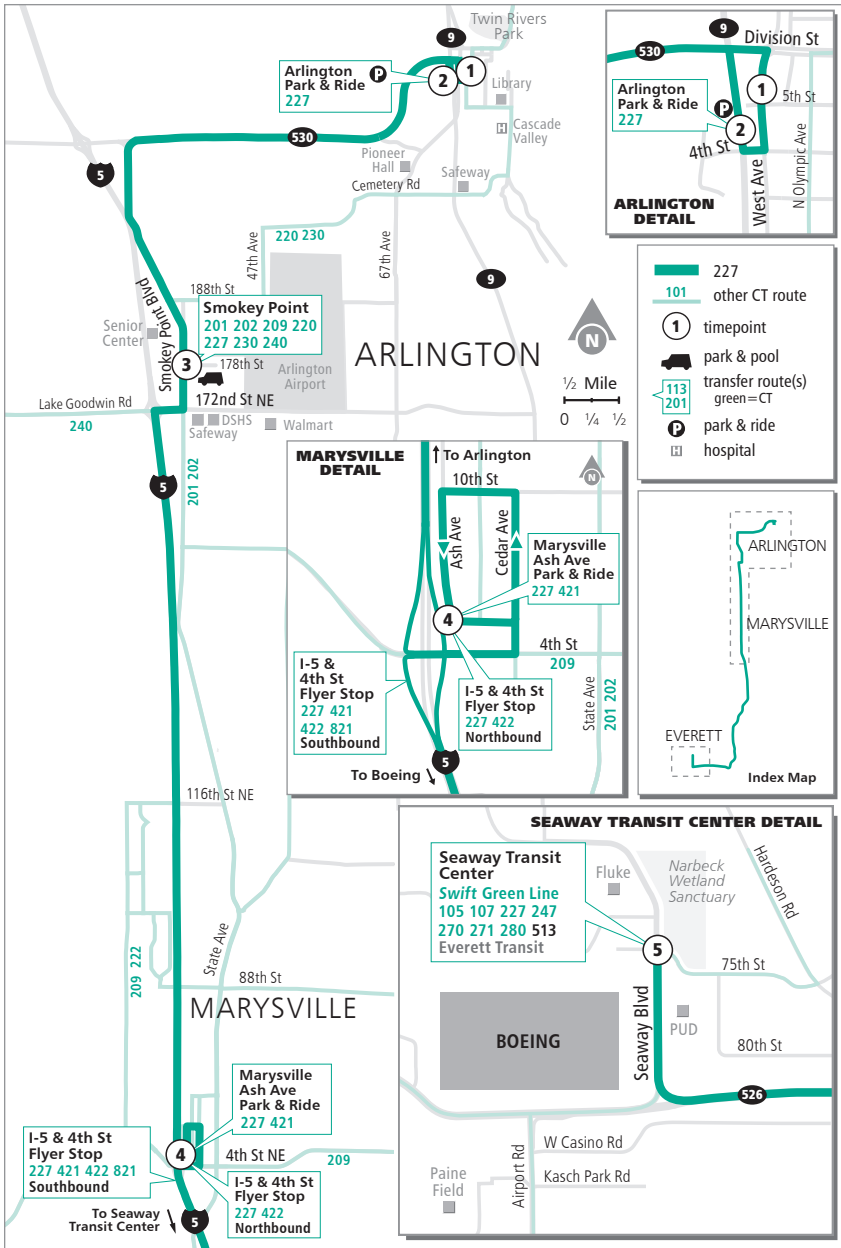 Twin Rivers
Park
9
Arlington
Park & Ride
227
P
2
1
Library
H
Cascade
Valley
530
Pioneer
Hall
Safeway
Cemetery Rd
5
220 230
47th Ave
67th Ave
9
188th St
Smokey Point Blvd
Senior
Center
Smokey Point
201 202 209 220
227 230 240
3
178th St
Arlington
Airport
ARLINGTON
N
½ Mile
0 ¼ ½
Lake Goodwin Rd
172nd St NE
240
DSHS
Safeway
Walmart
201 202
5
116th St NE
State Ave
209 222
88th St
MARYSVILLE
Marysville
Ash Ave
Park & Ride
227 421
I-5 & 4th St
Flyer Stop
227 421 422 821
Southbound
4
4th St NE
209
I-5 & 4th St
Flyer Stop
227 422
Northbound
To Seaway
Transit Center
5
9
Division St
530
Arlington
Park & Ride
227
P
1
5th St
2
4th St
West Ave
N Olympic Ave
ARLINGTON
DETAIL
227
101
other CT route
1
timepoint
park & pool
113
201
transfer route(s)
green=CT
P
park & ride
H
hospital
MARYSVILLE
DETAIL
To Arlington
N
10th St
Ash Ave
Cedar Ave
Marysville
Ash Ave
Park & Ride
227 421
4
4th St
209
I-5 &
4th St
Flyer Stop
227 421
422 821
Southbound
I-5 & 4th St
Flyer Stop
227 422
Northbound
State Ave
201 202
5
To Boeing
ARLINGTON
MARYSVILLE
EVERETT
Index Map
SEAWAY TRANSIT CENTER DETAIL
Seaway Transit
Center
Swift Green Line
105 107 227 247
270 271 280 513
Everett Transit
Fluke
Narbeck
Wetland
Sanctuary
Hardeson Rd
5
75th St
Seaway Blvd
PUD
BOEING
80th St
526
Airport Rd
W Casino Rd
Kasch Park Rd
Paine
Field